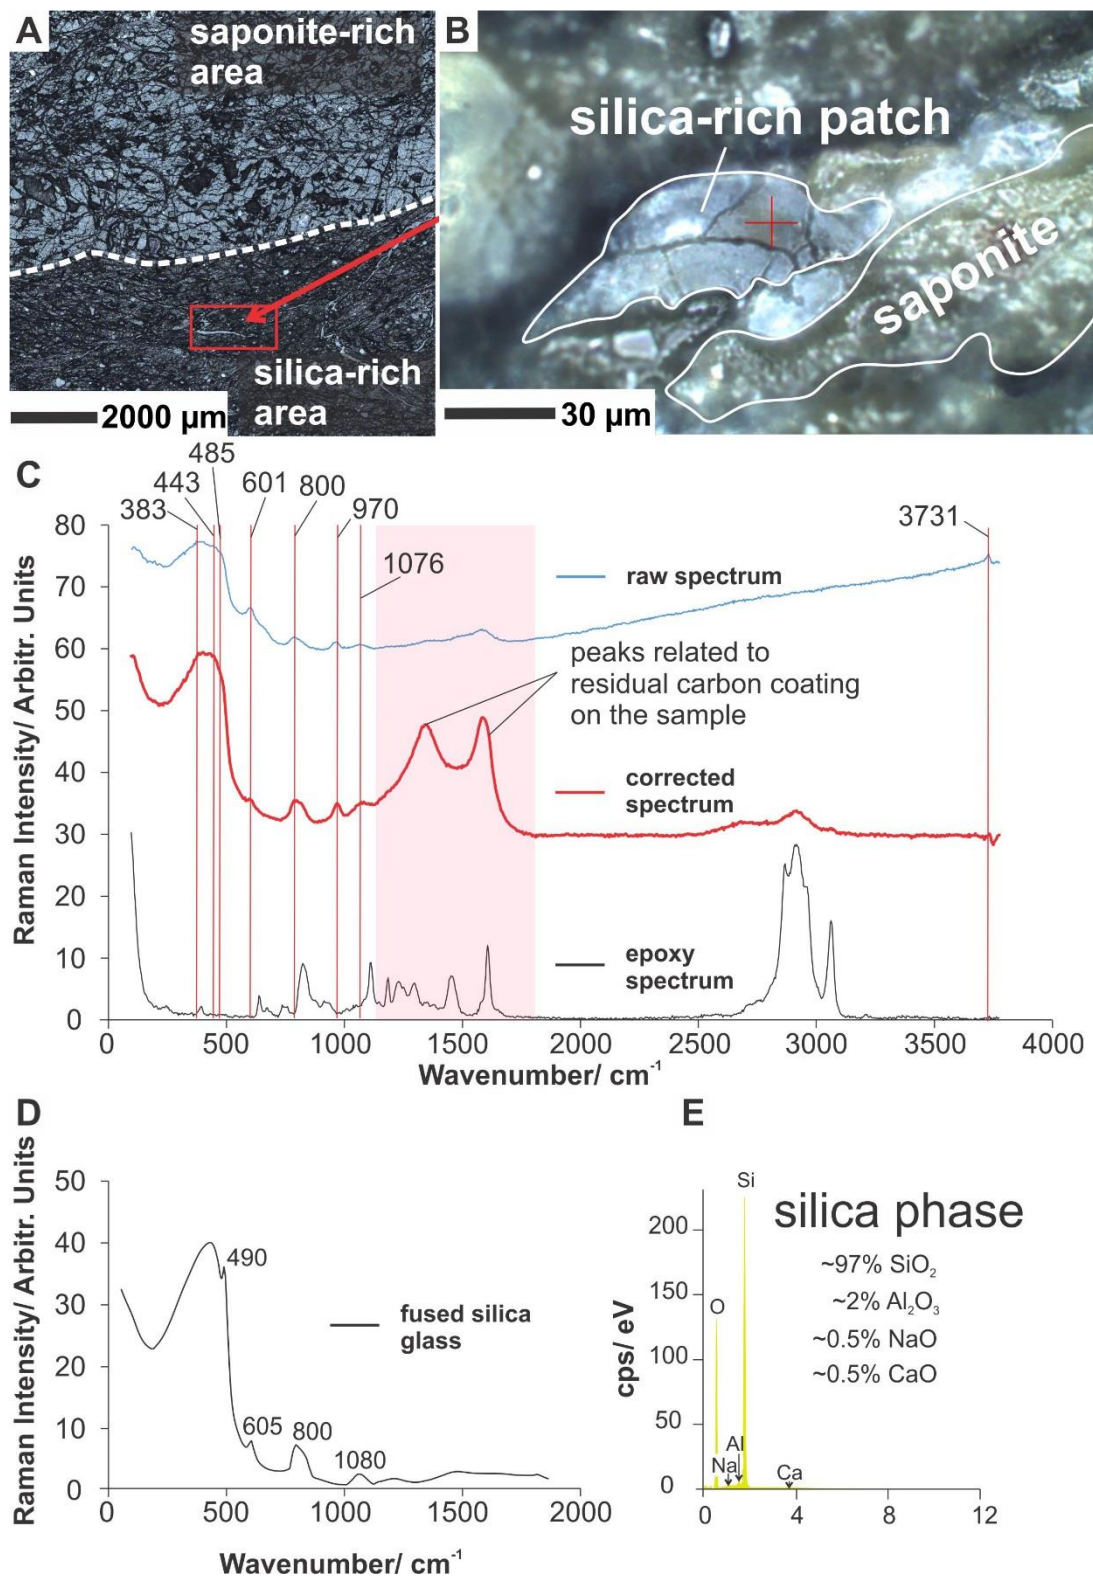 A
saponite-rich
area
silica-rich
area
2000 µm
B
silica-rich patch
saponite
30 µm
C
383
443
485
601
800
970
1076
3731
Raman Intensity/ Arbitr. Units
80
70
60
50
40
30
20
10
0
raw spectrum
peaks related to
residual carbon coating
on the sample
corrected
spectrum
epoxy
spectrum
0 500 1000 1500 2000 2500 3000 3500 4000
Wavenumber/ cm⁻¹
D
Raman Intensity/ Arbitr. Units
50
40
30
20
10
0
490
605
800
1080
fused silica
glass
0 500 1000 1500 2000
Wavenumber/ cm⁻¹
E
cps/ eV
200
150
100
50
0
Si
O
Na
Al
Ca
silica phase
~97% SiO₂
~2% Al₂O₃
~0.5% NaO
~0.5% CaO
0 4 8 12